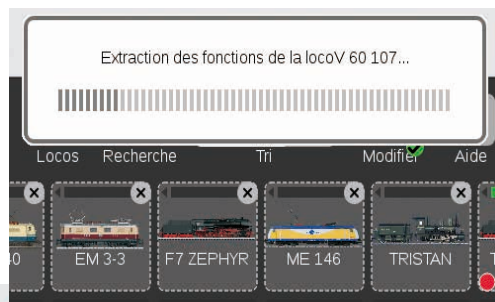 Extraction des fonctions de la locoV 60 107...
Locos Recherche Tri Modifier Aide
40 EM 3-3 F7 ZEPHYR ME 146 TRISTAN